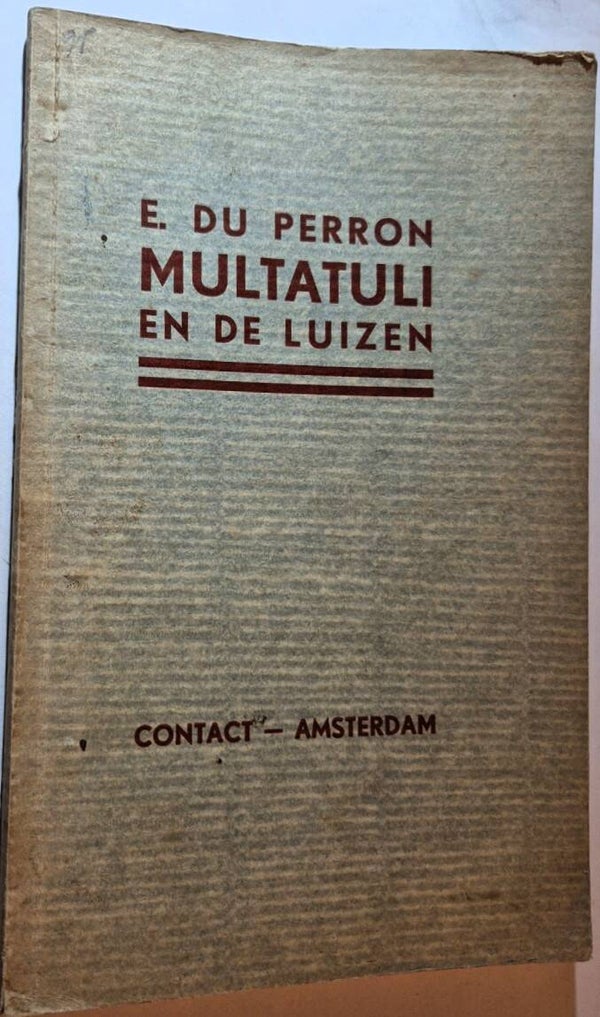 E. DU PERRON
MULTATULI
EN DE LUIZEN
CONTACT – AMSTERDAM